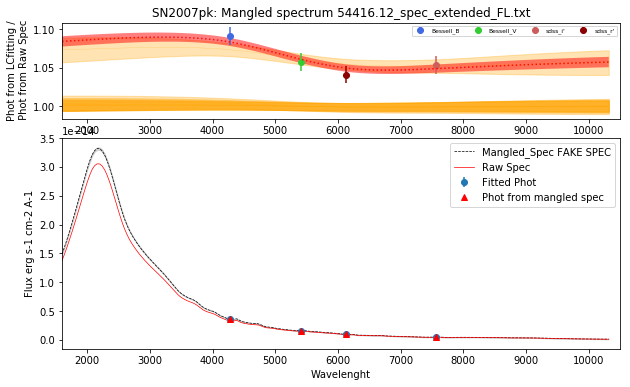 SN2007pk: Mangled spectrum 54416.12_spec_extended_FL.txt
Phot from LCfitting /
Phot from Raw Spec
1.10
1.05
1.00
Bessell_B Bessell_V sdss_i' sdss_r'
2000 3000 4000 5000 6000 7000 8000 9000 10000
1e−14
Flux erg s-1 cm-2 A-1
3.5
3.0
2.5
2.0
1.5
1.0
0.5
0.0
Mangled_Spec FAKE SPEC
Raw Spec
Fitted Phot
Phot from mangled spec
2000 3000 4000 5000 6000 7000 8000 9000 10000
Wavelenght